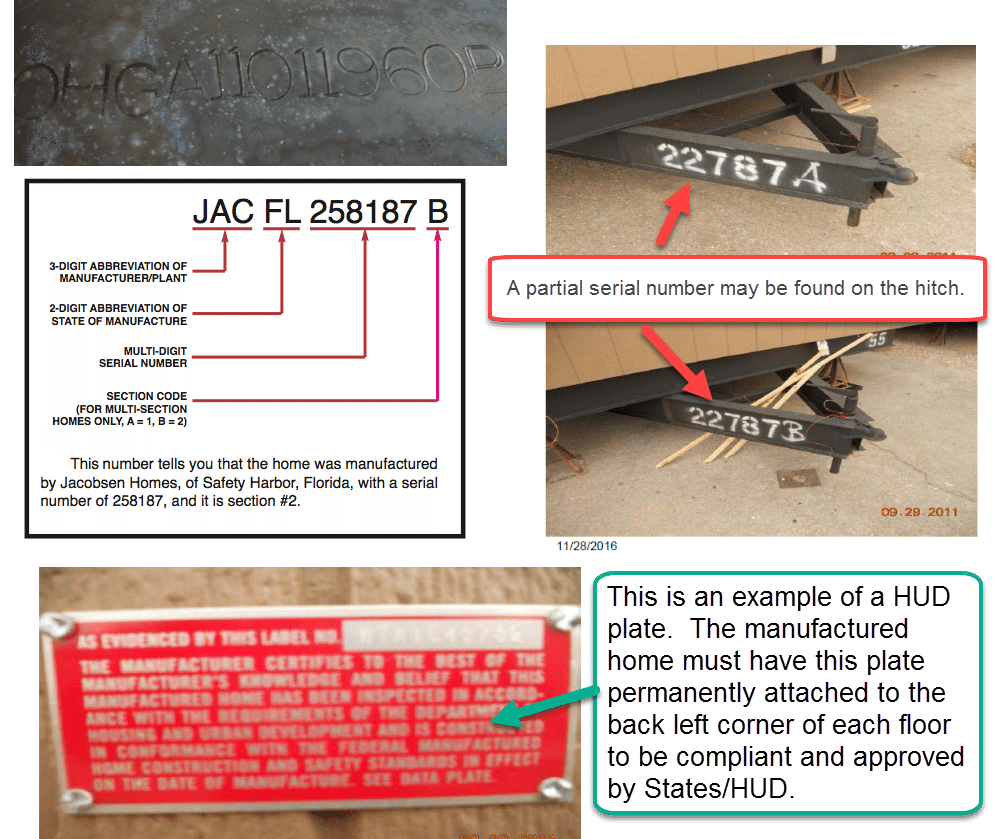 OHGA11011960B
22787A
A partial serial number may be found on the hitch.
55
22787B
09.29.2011
11/28/2016
JAC FL 258187 B
3-DIGIT ABBREVIATION OF
MANUFACTURER/PLANT
2-DIGIT ABBREVIATION OF
STATE OF MANUFACTURE
MULTI-DIGIT
SERIAL NUMBER
SECTION CODE
(FOR MULTI-SECTION
HOMES ONLY, A = 1, B = 2)
This number tells you that the home was manufactured
by Jacobsen Homes, of Safety Harbor, Florida, with a serial
number of 258187, and it is section #2.
AS EVIDENCED BY THIS LABEL NO.
THE MANUFACTURER CERTIFIES TO THE BEST OF THE
MANUFACTURER'S KNOWLEDGE AND BELIEF THAT THIS
MANUFACTURED HOME HAS BEEN INSPECTED IN ACCORD-
ANCE WITH THE REQUIREMENTS OF THE DEPARTMENT
HOUSING AND URBAN DEVELOPMENT AND IS CONSTRUCTED
IN CONFORMANCE WITH THE FEDERAL MANUFACTURED
HOME CONSTRUCTION AND SAFETY STANDARDS IN EFFECT
ON THE DATE OF MANUFACTURE. SEE DATA PLATE.
This is an example of a HUD
plate. The manufactured
home must have this plate
permanently attached to the
back left corner of each floor
to be compliant and approved
by States/HUD.